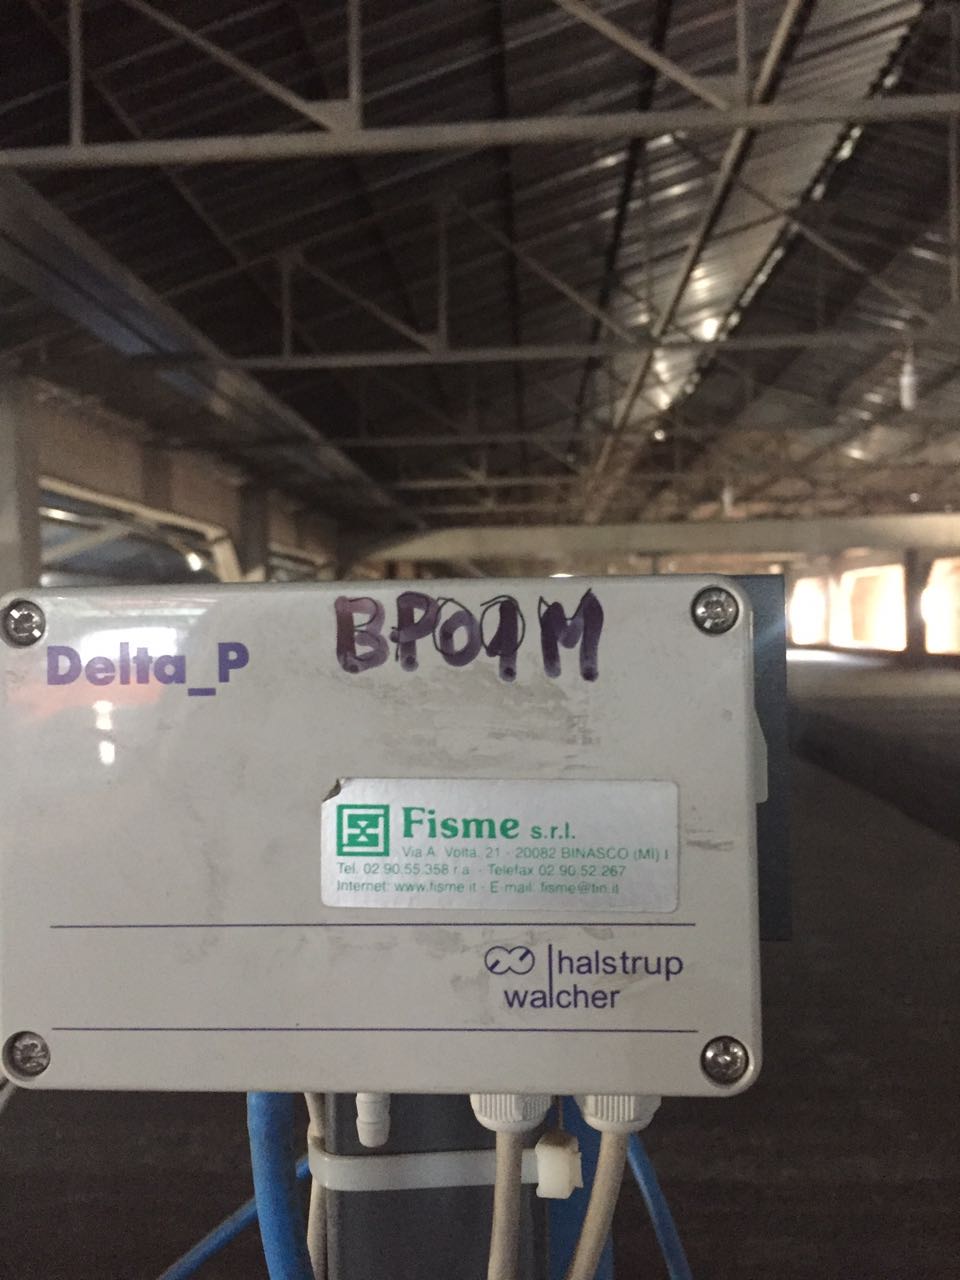 Delta_P
BP09M
Fisme s.r.l.
Via A. Volta, 21 - 20082 BINASCO (MI) I
Tel. 02.90.55.358 r.a. - Telefax 02.90.52.267
Internet: www.fisme.it - E-mail: fisme@tin.it
halstrup
walcher